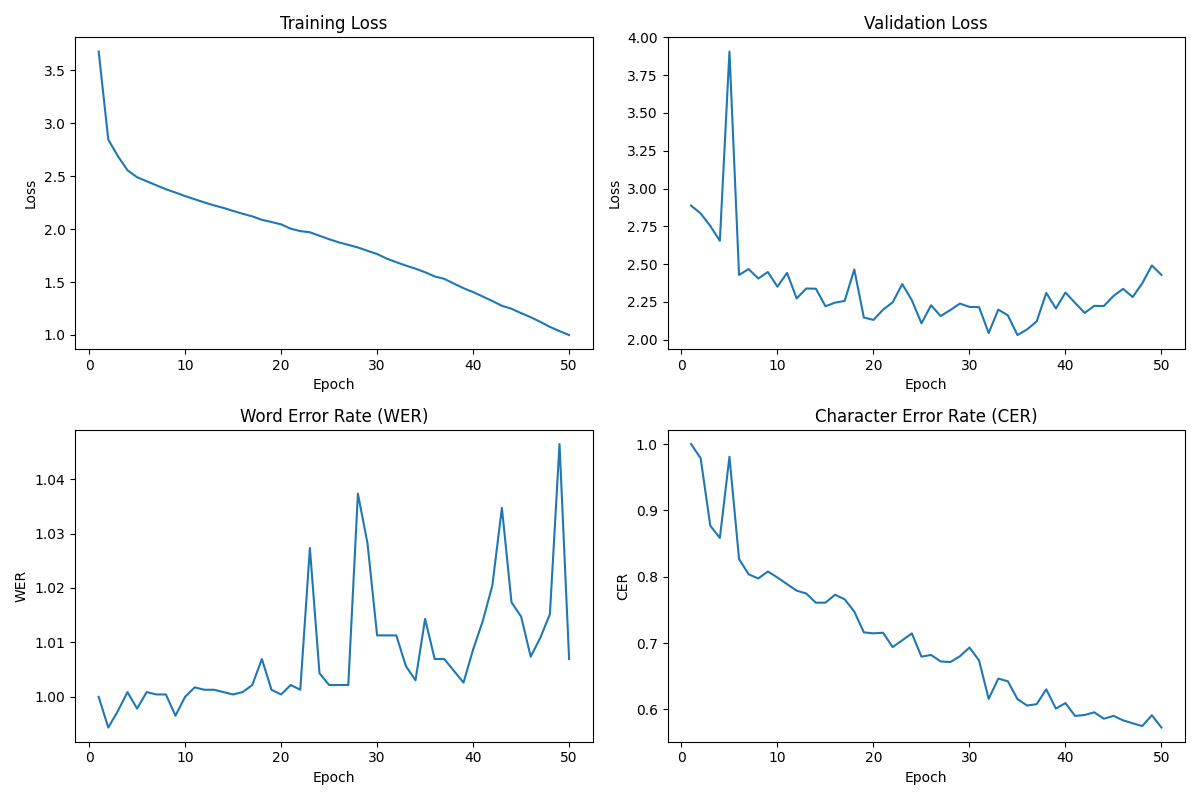 Training Loss
Loss
3.5
3.0
2.5
2.0
1.5
1.0
0 10 20 30 40 50
Epoch
Validation Loss
Loss
4.00
3.75
3.50
3.25
3.00
2.75
2.50
2.25
2.00
0 10 20 30 40 50
Epoch
Word Error Rate (WER)
WER
1.04
1.03
1.02
1.01
1.00
0 10 20 30 40 50
Epoch
Character Error Rate (CER)
CER
1.0
0.9
0.8
0.7
0.6
0 10 20 30 40 50
Epoch